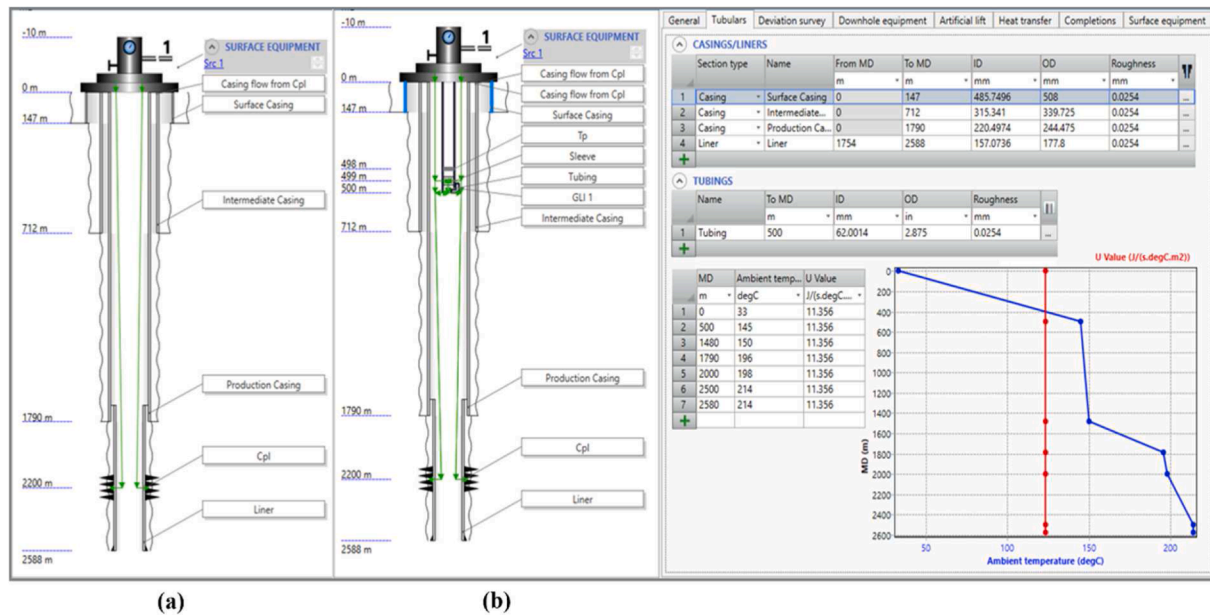 -10 m
1
SURFACE EQUIPMENT
Src 1
Casing flow from Cpl
0 m
Surface Casing
147 m
Intermediate Casing
712 m
Production Casing
1790 m
Cpl
2200 m
Liner
2588 m
(a)
-10 m
1
SURFACE EQUIPMENT
Src 1
Casing flow from Cpl
0 m
Casing flow from Cpl
147 m
Surface Casing
Tp
498 m
Sleeve
499 m
Tubing
500 m
GLI 1
Intermediate Casing
712 m
Production Casing
1790 m
Cpl
2200 m
Liner
2588 m
(b)
General Tubulars Deviation survey Downhole equipment Artificial lift Heat transfer Completions Surface equipment
CASINGS/LINERS
Section type Name From MD To MD ID OD Roughness
m m mm mm mm
1 Casing Surface Casing 0 147 485.7496 508 0.0254 ...
2 Casing Intermediate... 0 712 315.341 339.725 0.0254 ...
3 Casing Production Ca... 0 1790 220.4974 244.475 0.0254 ...
4 Liner Liner 1754 2588 157.0736 177.8 0.0254 ...
+
TUBINGS
Name To MD ID OD Roughness
m mm in mm
1 Tubing 500 62.0014 2.875 0.0254 ...
+
MD Ambient temp... U Value
m degC J/(s.degC....
1 0 33 11.356
2 500 145 11.356
3 1480 150 11.356
4 1790 196 11.356
5 2000 198 11.356
6 2500 214 11.356
7 2580 214 11.356
+
U Value (J/(s.degC.m2))
0
200
400
600
800
1000
1200
1400
1600
1800
2000
2200
2400
2600
MD (m)
50 100 150 200
Ambient temperature (degC)